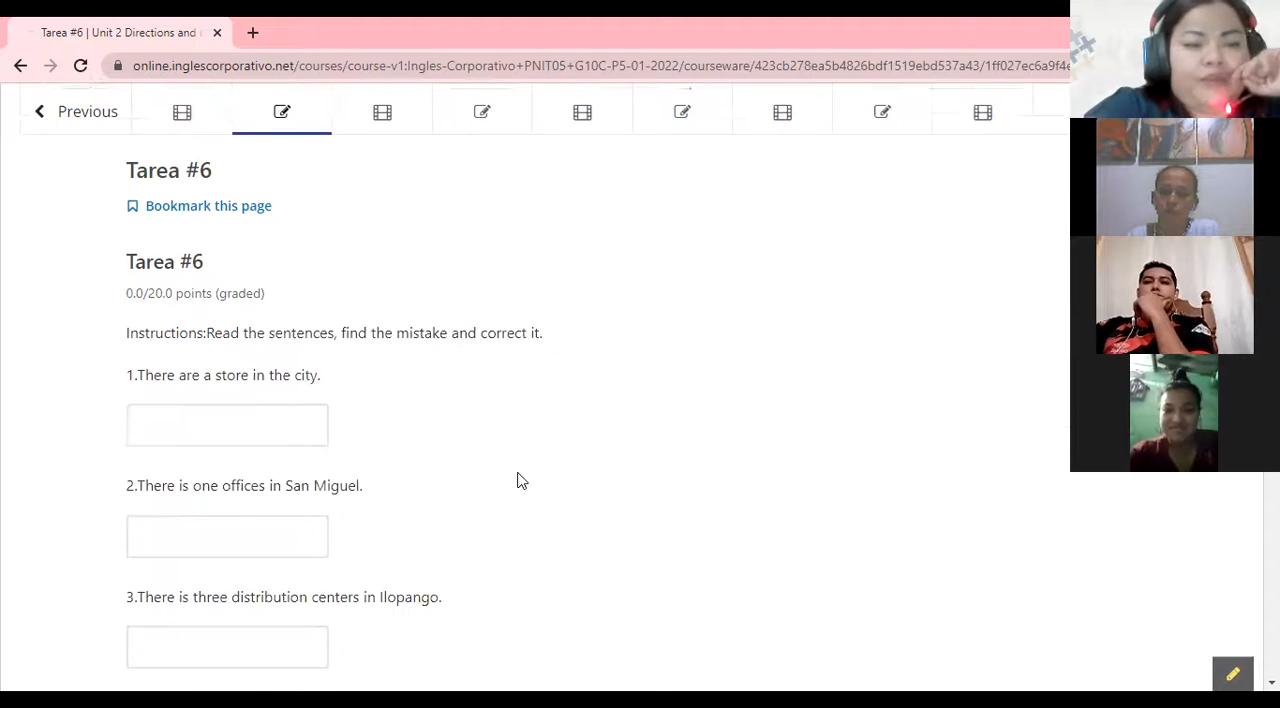 Tarea #6 | Unit 2 Directions and
online.inglescorporativo.net/courses/course-v1:Ingles-Corporativo+PNIT05+G10C-P5-01-2022/courseware/423cb278ea5b4826bdf1519ebd537a43/1ff027ec6a9f4e
Previous
Tarea #6
Bookmark this page
Tarea #6
0.0/20.0 points (graded)
Instructions:Read the sentences, find the mistake and correct it.
1.There are a store in the city.
2.There is one offices in San Miguel.
3.There is three distribution centers in Ilopango.